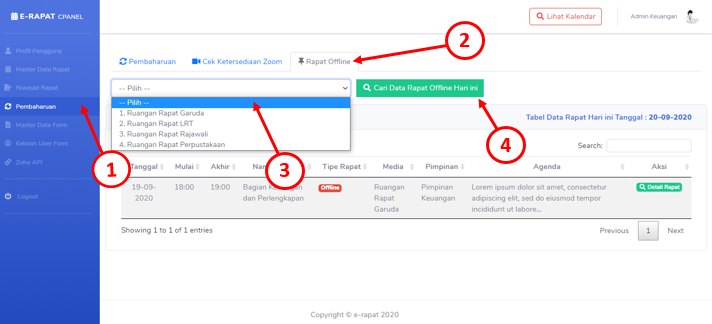 E-RAPAT CPANEL
Lihat Kalendar
Admin Keuangan
Profil Pengguna
Master Data Rapat
Riwayat Rapat
Pembaharuan
Master Data Form
Kelolah User Form
Zoho API
Logout
Pembaharuan
Cek Ketersediaan Zoom
Rapat Offline
2
-- Pilih --
Cari Data Rapat Offline Hari ini
-- Pilih --
1. Ruangan Rapat Garuda
2. Ruangan Rapat LRT
3. Ruangan Rapat Rajawali
4. Ruangan Rapat Perpustakaan
Tabel Data Rapat Hari ini Tanggal : 20-09-2020
1
3
4
Search:
Tanggal Mulai Akhir Tipe Rapat Media Pimpinan Agenda Aksi
19-09-2020
18:00
19:00
Bagian
dan Perlengkapan
Offline
Ruangan
Rapat
Garuda
Pimpinan
Keuangan
Lorem ipsum dolor sit amet, consectetur
adipiscing elit, sed do eiusmod tempor
incididunt ut labore...
Detail Rapat
Showing 1 to 1 of 1 entries
Previous 1 Next
Copyright © e-rapat 2020